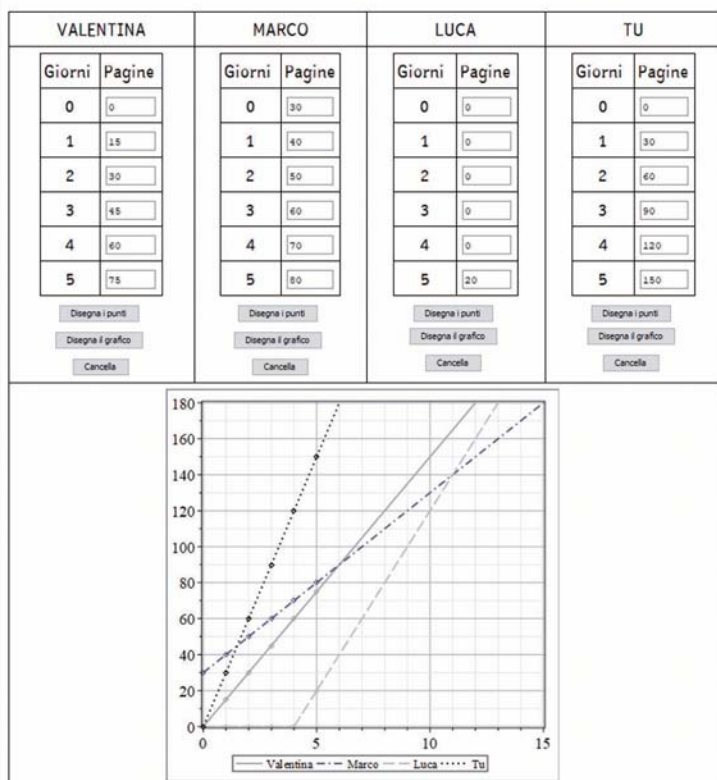 VALENTINA MARCO LUCA TU
Giorni Pagine Giorni Pagine Giorni Pagine Giorni Pagine
0 0 0 30 0 0 0 0
1 15 1 40 1 0 1 30
2 30 2 50 2 0 2 60
3 45 3 60 3 0 3 90
4 60 4 70 4 0 4 120
5 75 5 80 5 20 5 150
Disegna i punti Disegna i punti Disegna i punti Disegna i punti
Disegna il grafico Disegna il grafico Disegna il grafico Disegna il grafico
Cancella Cancella Cancella Cancella
180
160
140
120
100
80
60
40
20
0
0 5 10 15
Valentina Marco Luca Tu